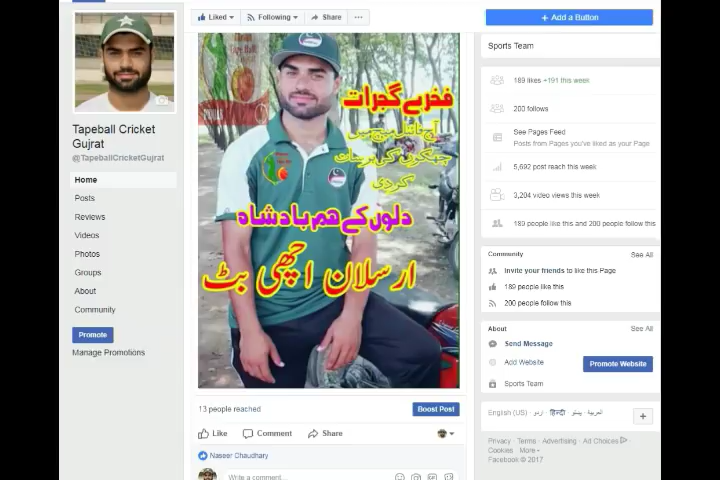 Liked
Following
Share
+ Add a Button
Tapeball Cricket
Gujrat
@TapeballCricketGujrat
Home
Posts
Reviews
Videos
Photos
Groups
About
Community
Promote
Manage Promotions
فخرے گجرات
آج فائنل میچ میں
چھکوں کی برسات
کر دی
دلوں کے ھم بادشاہ
ارسلان اچھی بٹ
13 people reached
Boost Post
Like
Comment
Share
Naseer Chaudhary
Write a comment...
Sports Team
189 likes +191 this week
200 follows
See Pages Feed
Posts from Pages you've liked as your Page
5,692 post reach this week
3,204 video views this week
189 people like this and 200 people follow this
Community
See All
Invite your friends to like this Page
189 people like this
200 people follow this
About
See All
Send Message
Add Website
Promote Website
Sports Team
English (US) · اردو · हिन्दी · پښتو · العربية
Privacy · Terms · Advertising · Ad Choices
Cookies · More
Facebook © 2017